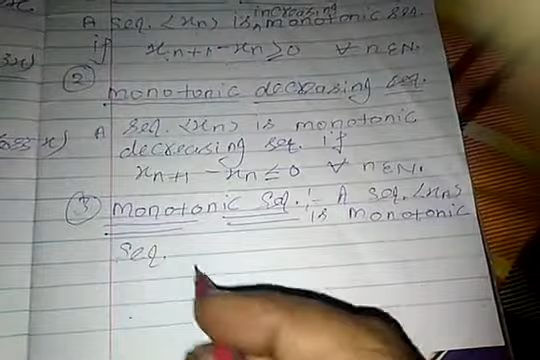 increasing
A seq. <xn> is monotonic seq.
if xn+1 - xn ≥ 0 ∀ n∈N.
② monotonic decreasing seq.
A seq. <xn> is monotonic
decreasing seq. if
xn+1 - xn ≤ 0 ∀ n∈N.
③ monotonic seq. :- A seq. <xn>
is monotonic
seq.